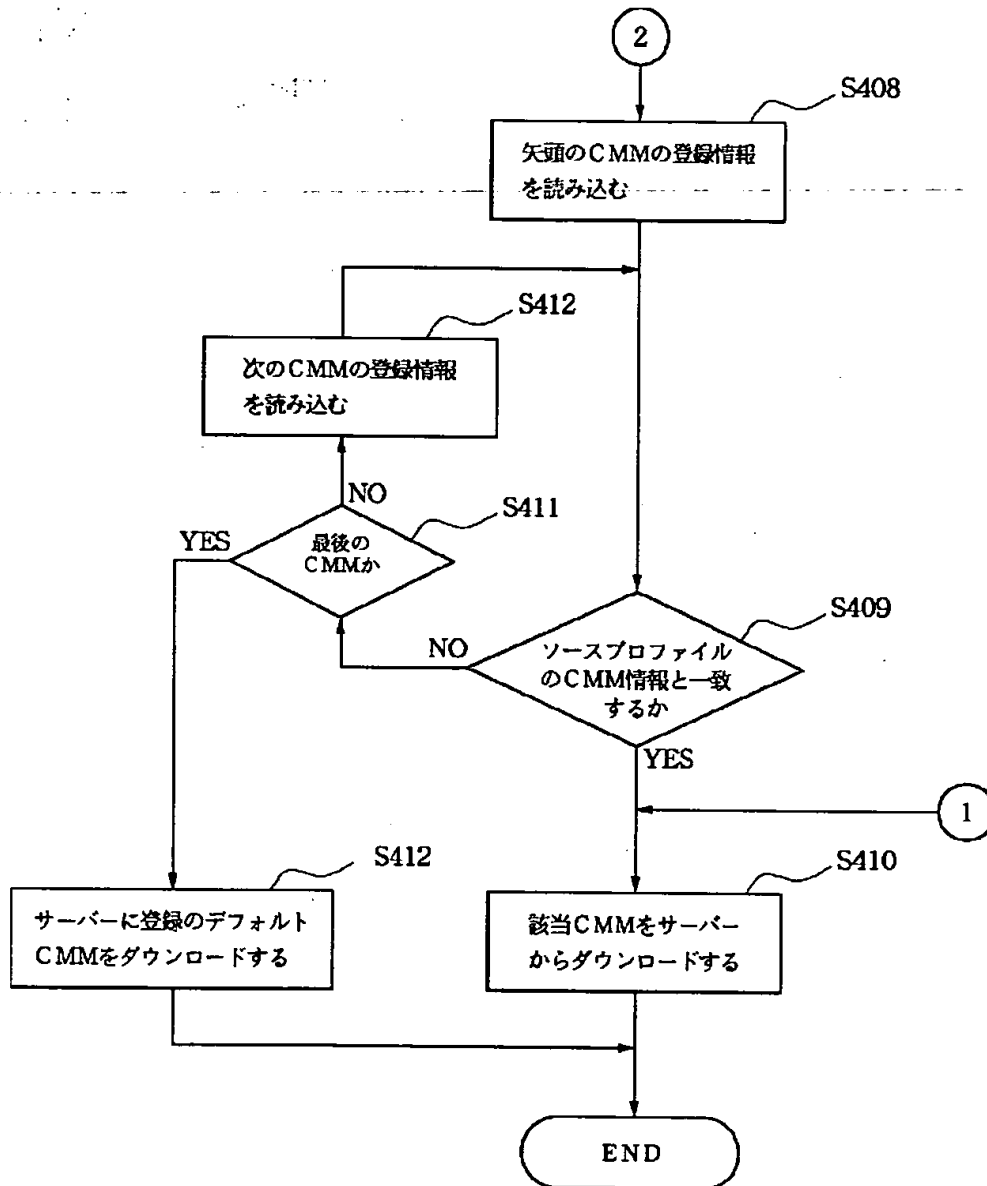 2
S408
矢頭のCMMの登録情報
を読み込む
S412
次のCMMの登録情報
を読み込む
NO
S411
YES
最後の
CMMか
S409
NO
ソースプロファイル
のCMM情報と一致
するか
YES
1
S412
S410
サーバーに登録のデフォルト
CMMをダウンロードする
該当CMMをサーバー
からダウンロードする
END